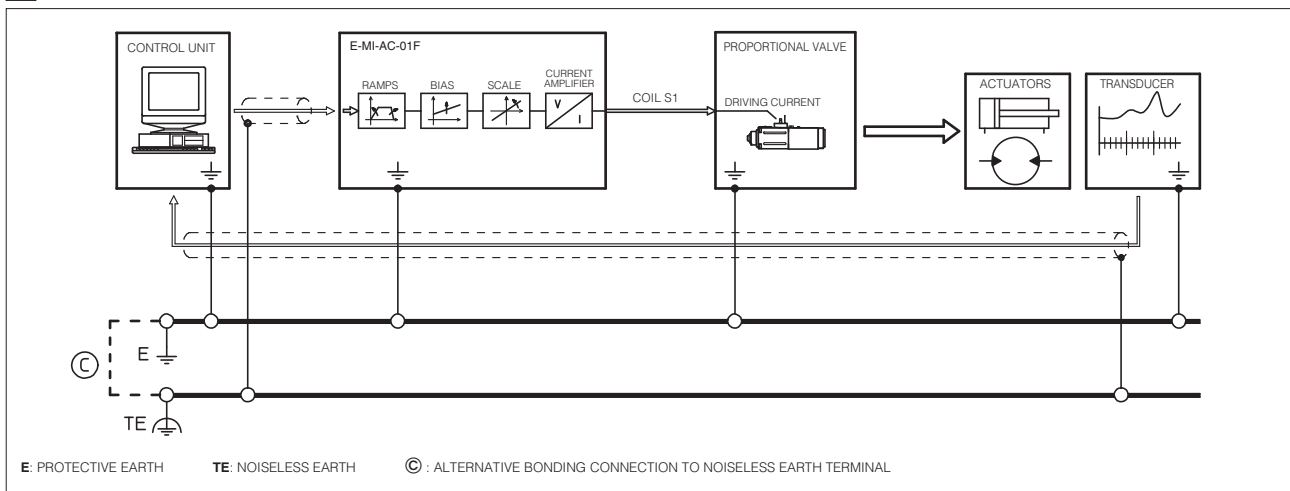 CONTROL UNIT
E-MI-AC-01F
RAMPS
BIAS
SCALE
CURRENT
AMPLIFIER
V
I
COIL S1
PROPORTIONAL VALVE
DRIVING CURRENT
ACTUATORS
TRANSDUCER
E
C
TE
E: PROTECTIVE EARTH TE: NOISELESS EARTH © : ALTERNATIVE BONDING CONNECTION TO NOISELESS EARTH TERMINAL